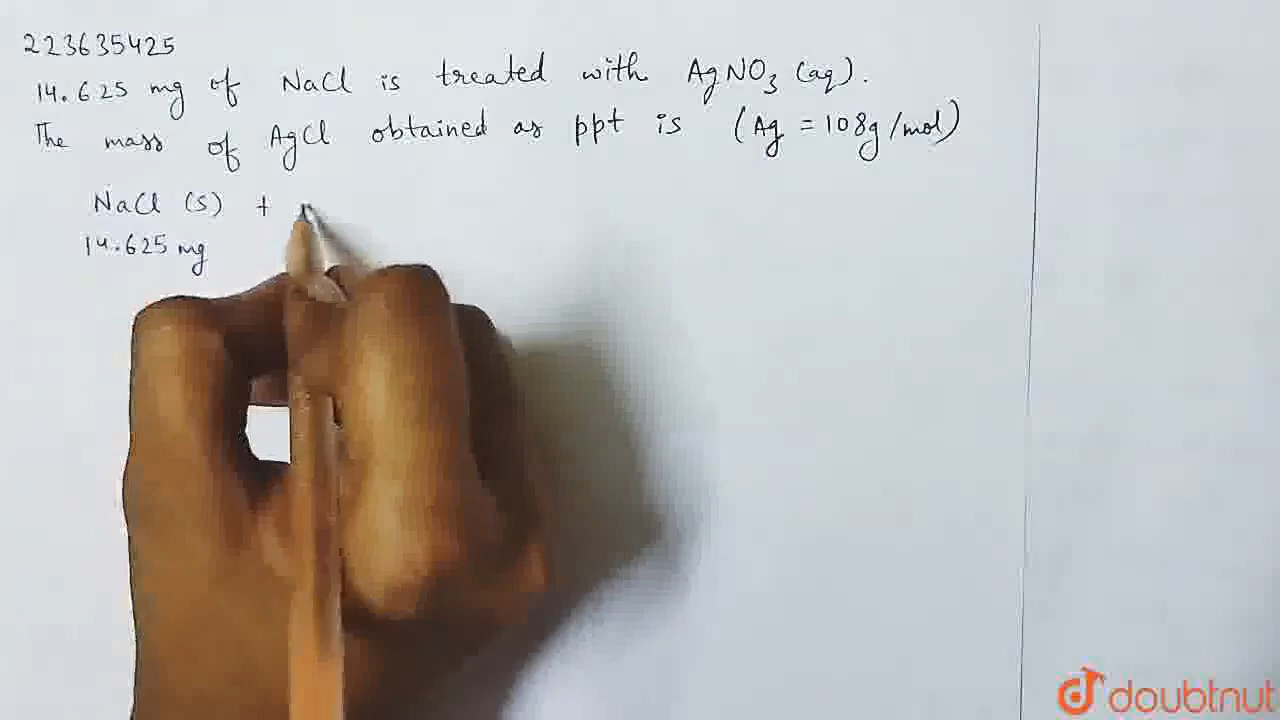 223635425
14.625 mg of NaCl is treated with AgNO₃ (aq).
The mass of AgCl obtained as ppt is (Ag = 108g/mol)
NaCl (s) +
14.625 mg
doubtnut